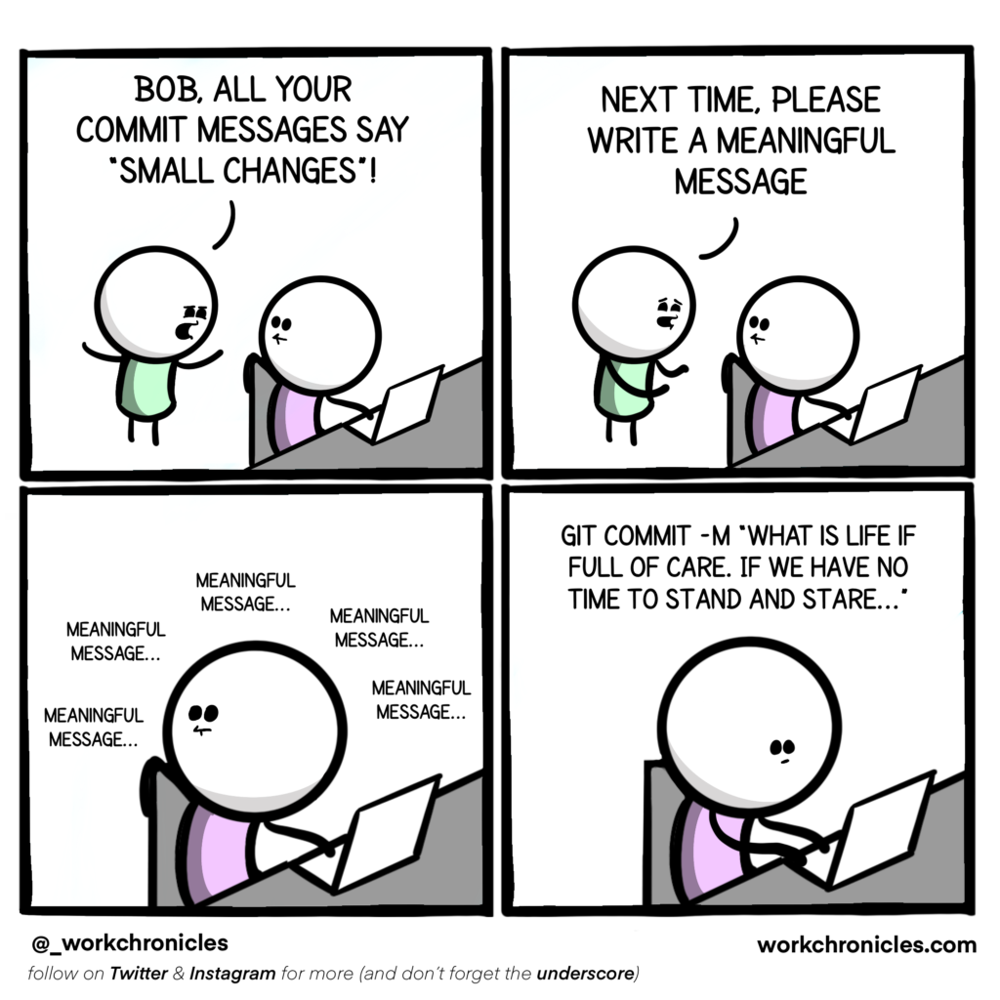 BOB, ALL YOUR
COMMIT MESSAGES SAY
"SMALL CHANGES"!
NEXT TIME, PLEASE
WRITE A MEANINGFUL
MESSAGE
MEANINGFUL
MESSAGE...
MEANINGFUL
MESSAGE...
MEANINGFUL
MESSAGE...
MEANINGFUL
MESSAGE...
MEANINGFUL
MESSAGE...
GIT COMMIT -M "WHAT IS LIFE IF
FULL OF CARE. IF WE HAVE NO
TIME TO STAND AND STARE..."
@_workchronicles
workchronicles.com
follow on Twitter & Instagram for more (and don't forget the underscore)